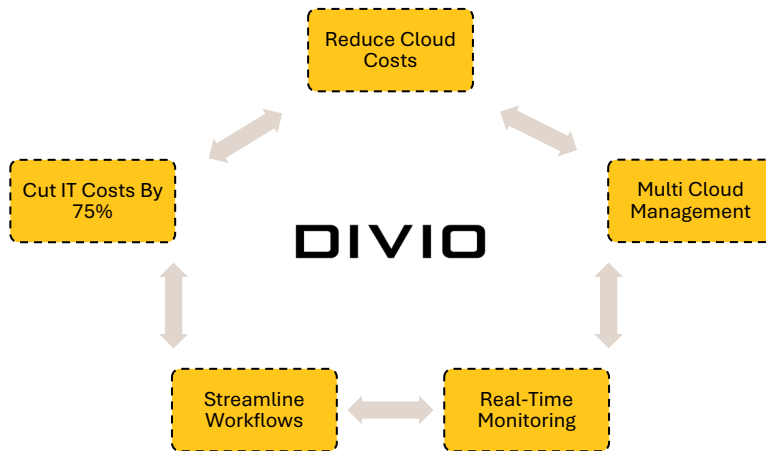 Reduce Cloud
Costs
Cut IT Costs By
75%
Multi Cloud
Management
DIVIO
Streamline
Workflows
Real-Time
Monitoring